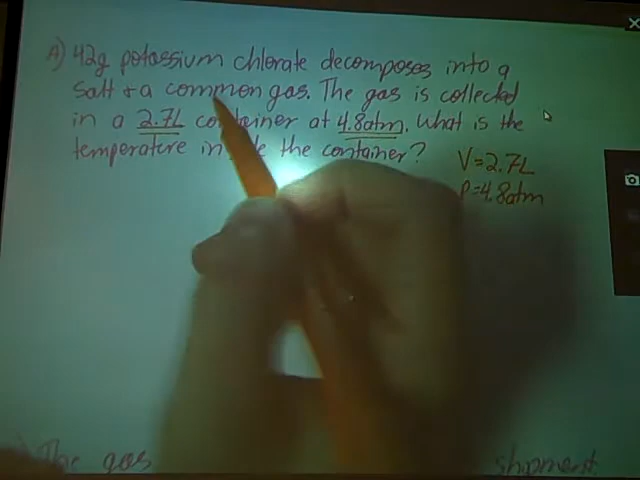 A) 42g potassium chlorate decomposes into a
Salt & a common gas. The gas is collected
in a 2.7L container at 4.8atm. What is the
temperature the container?
V=2.7L
P=4.8atm
The gas shipment